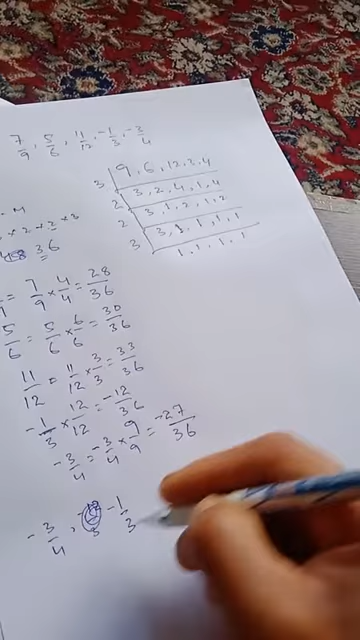 7/9, 5/6, 11/12, -1/3, -3/4
3 | 9, 6, 12, 3, 4
2 | 3, 2, 4, 1, 4
2 | 3, 1, 2, 1, 2
3 | 3, 1, 1, 1, 1
1, 1, 1, 1
- M
× 2 × 2 × 3
36
= 7/9 × 4/4 = 28/36
5/6 = 5/6 × 6/6 = 30/36
11/12 = 11/12 × 3/3 = 33/36
-1/3 × 12/12 = -12/36
-3/4 = -3/4 × 9/9 = -27/36
-3/4, -1/3